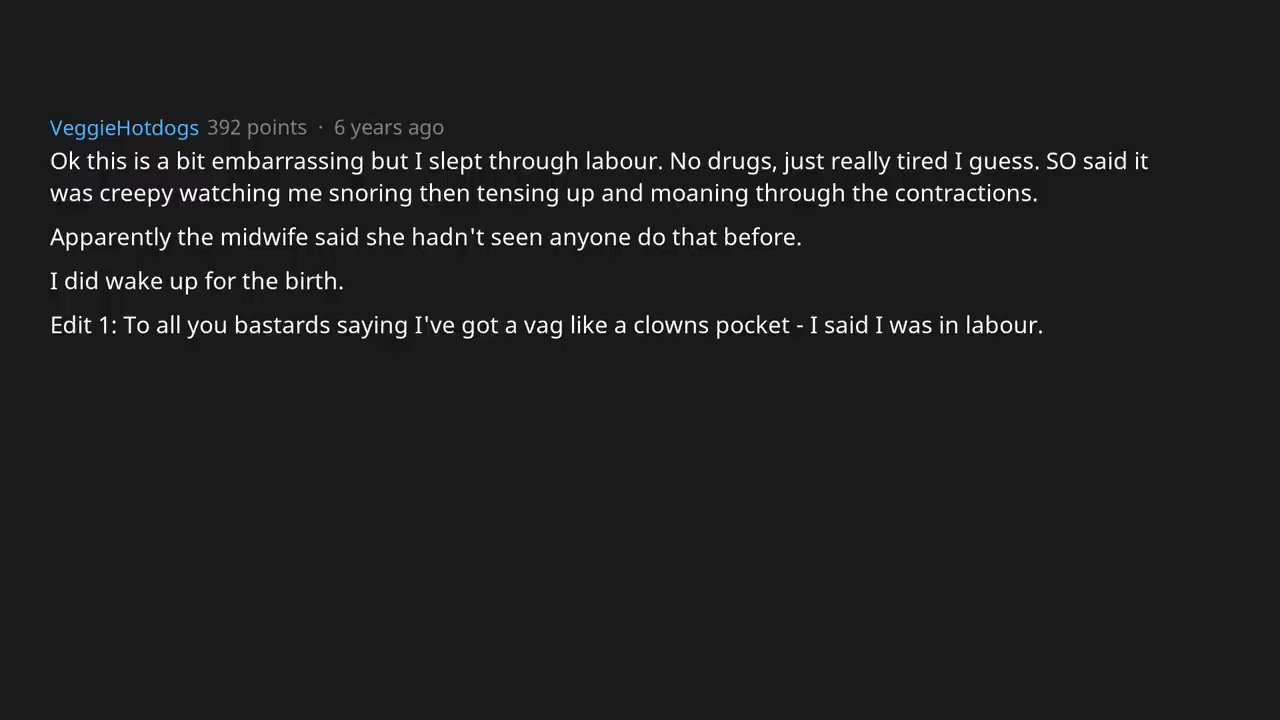 VeggieHotdogs 392 points · 6 years ago
Ok this is a bit embarrassing but I slept through labour. No drugs, just really tired I guess. SO said it
was creepy watching me snoring then tensing up and moaning through the contractions.
Apparently the midwife said she hadn't seen anyone do that before.
I did wake up for the birth.
Edit 1: To all you bastards saying I've got a vag like a clowns pocket - I said I was in labour.